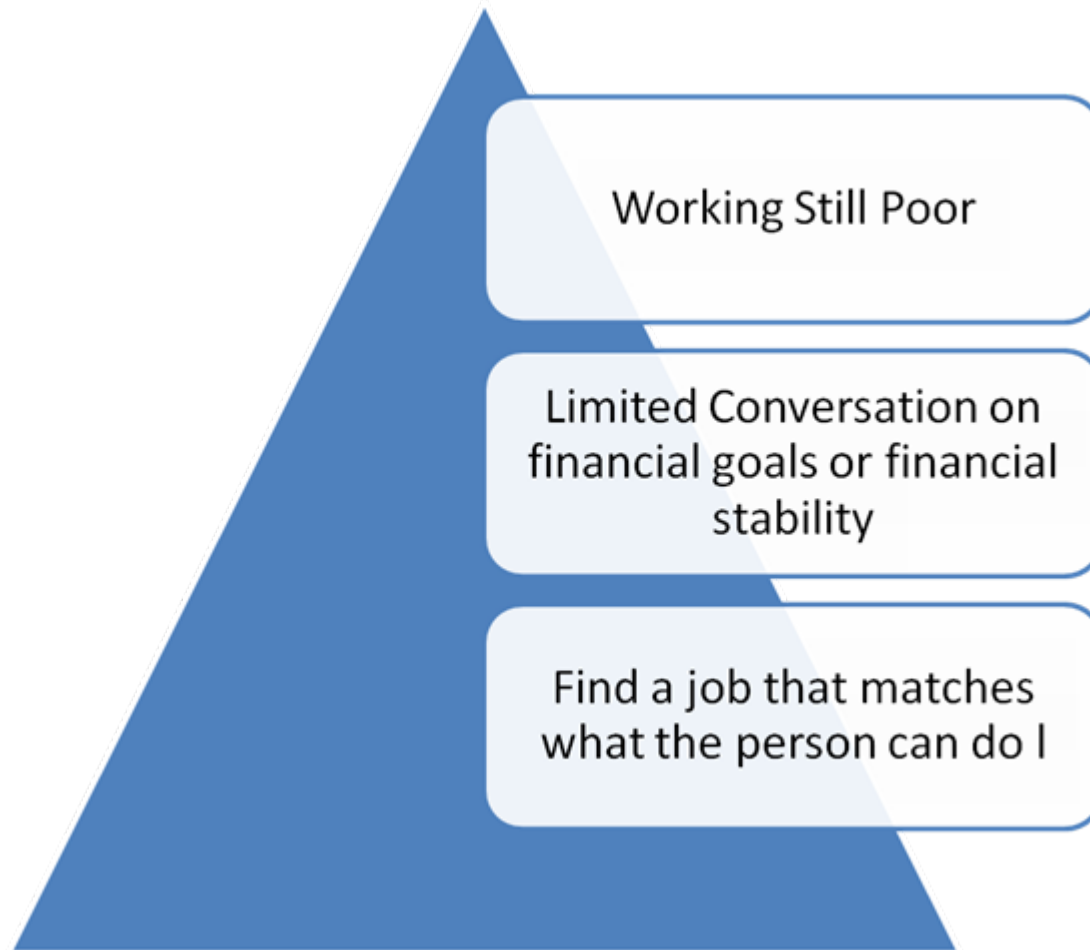 Working Still Poor
Limited Conversation on
financial goals or financial
stability
Find a job that matches
what the person can do l